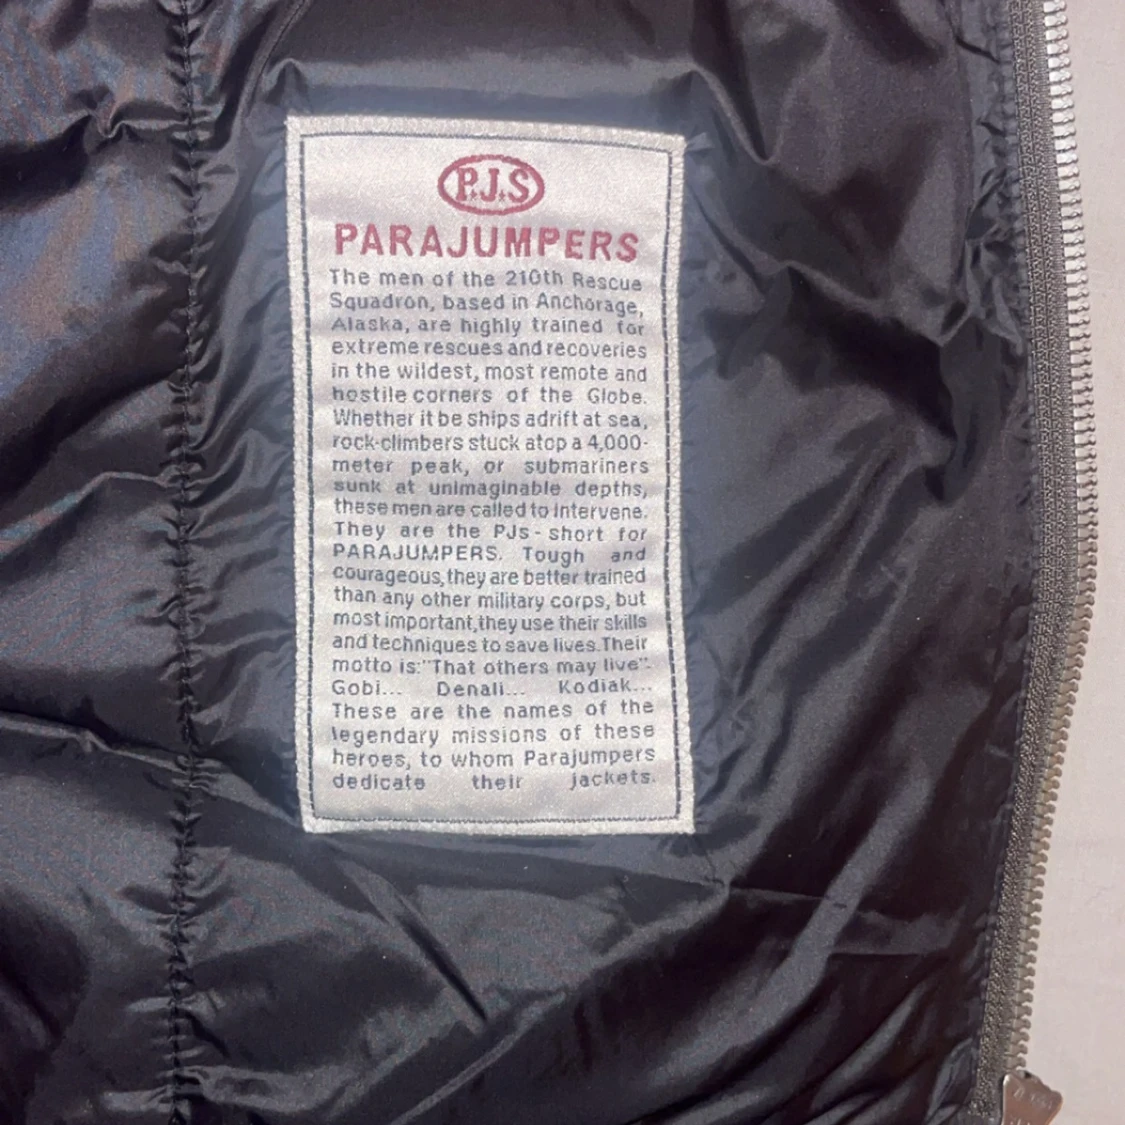 P.J.S
PARAJUMPERS
The men of the 210th Rescue
Squadron, based in Anchorage,
Alaska, are highly trained for
extreme rescues and recoveries
in the wildest, most remote and
hostile corners of the Globe.
Whether it be ships adrift at sea,
rock-climbers stuck atop a 4,000-
meter peak, or submariners
sunk at unimaginable depths,
these men are called to intervene.
They are the PJs - short for
PARAJUMPERS. Tough and
courageous, they are better trained
than any other military corps, but
most important, they use their skills
and techniques to save lives. Their
motto is: "That others may live".
Gobi... Denali... Kodiak...
These are the names of the
legendary missions of these
heroes, to whom Parajumpers
dedicate their jackets.